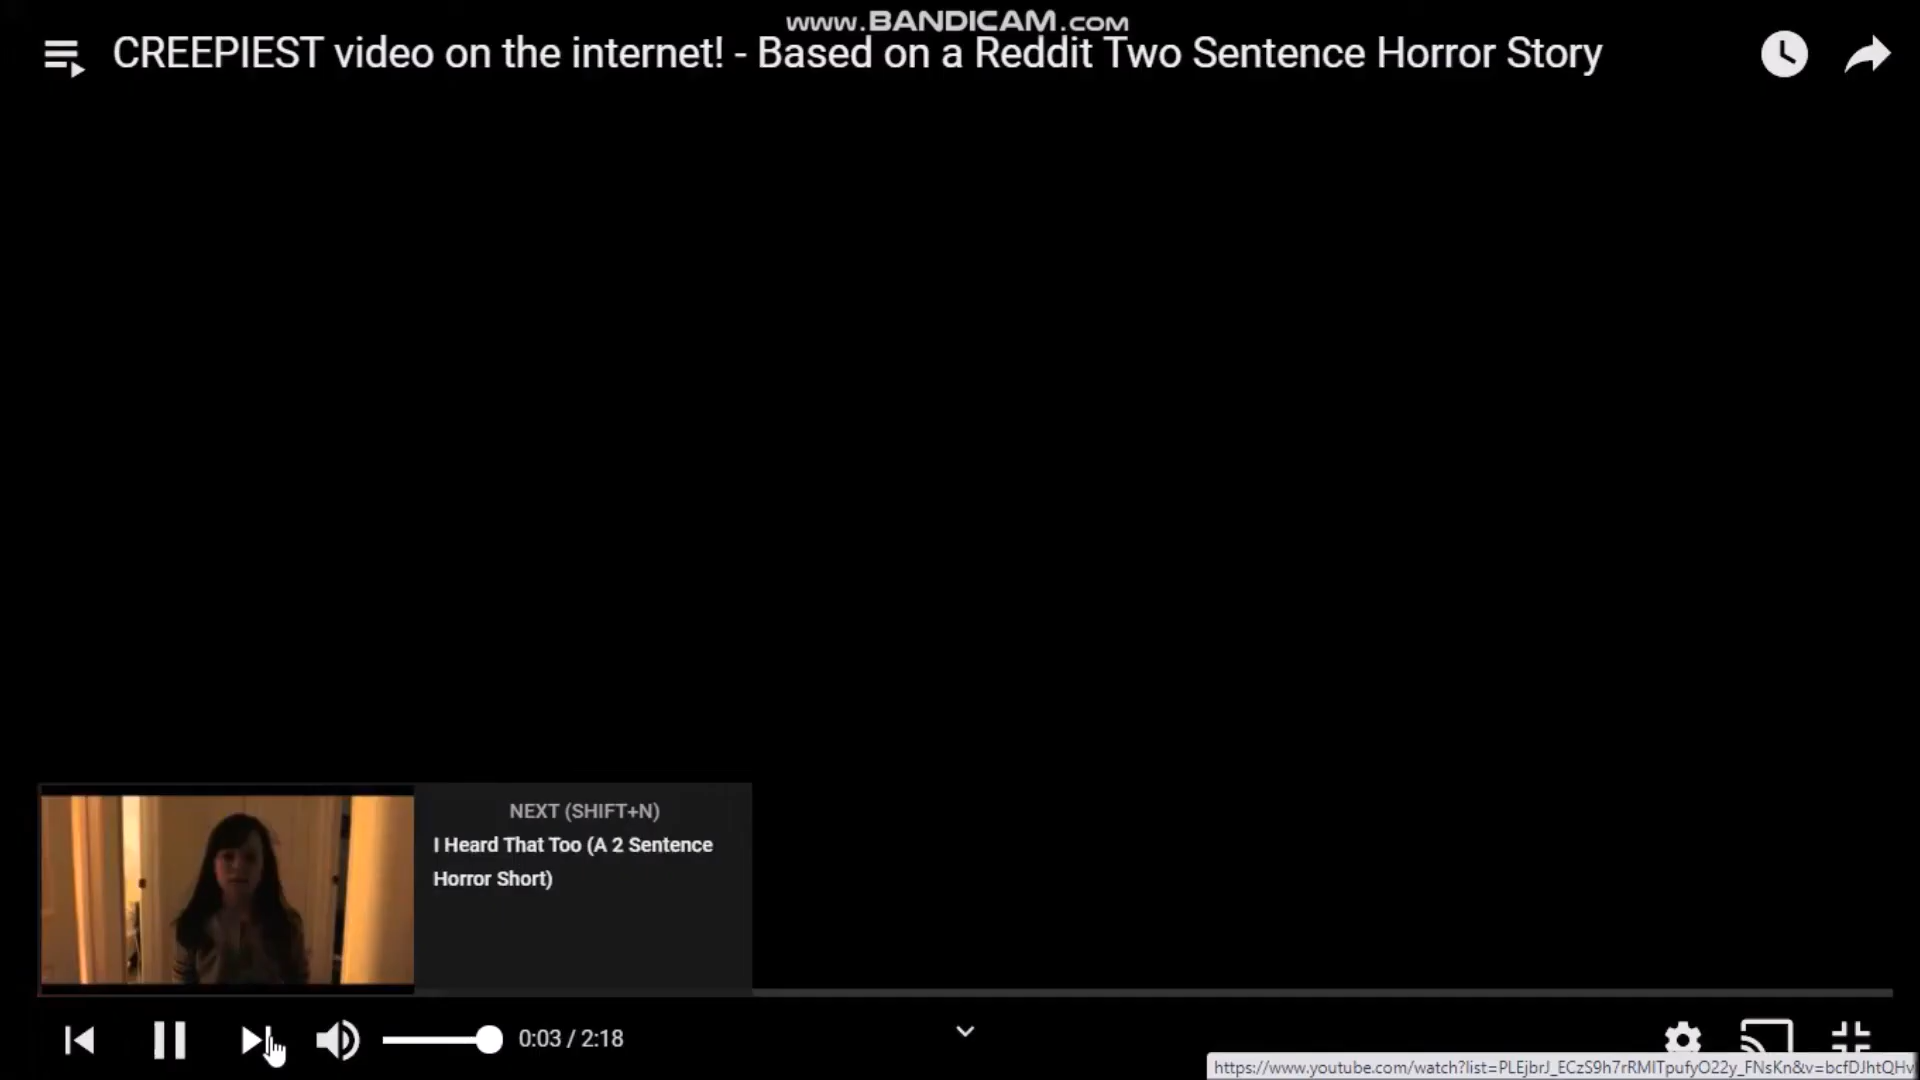 www.BANDICAM.com
CREEPIEST video on the internet! - Based on a Reddit Two Sentence Horror Story
NEXT (SHIFT+N)
I Heard That Too (A 2 Sentence
Horror Short)
0:03 / 2:18
https://www.youtube.com/watch?list=PLEjbrJ_ECzS9h7rRMITpufyO22y_FNsKn&v=bcfDJhtQHv